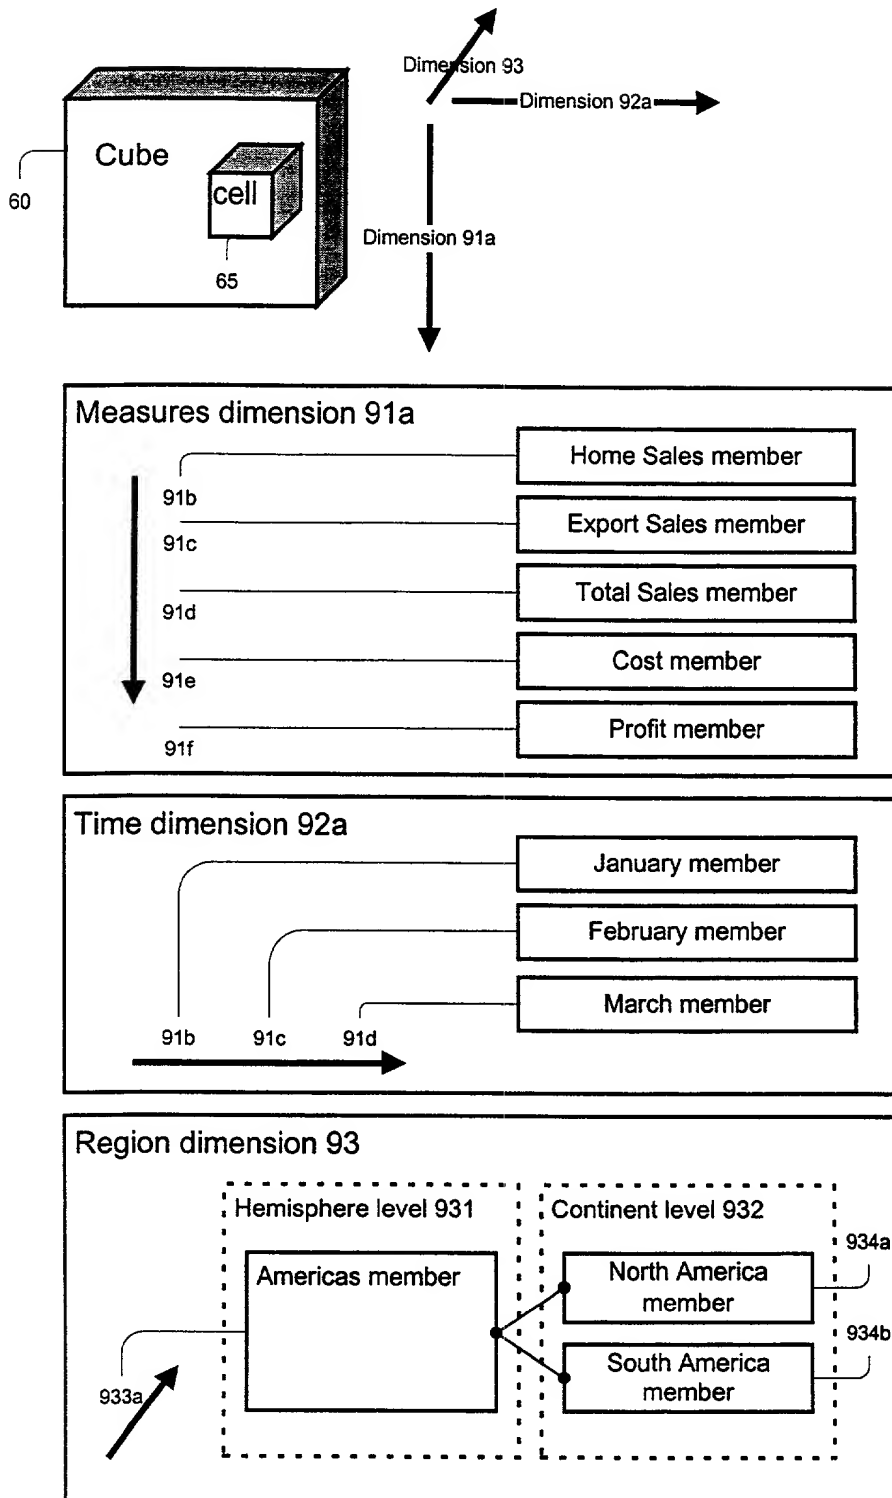 Dimension 93
Dimension 92a
Cube
cell
60
65
Dimension 91a
Measures dimension 91a
Home Sales member
91b
Export Sales member
91c
Total Sales member
91d
Cost member
91e
Profit member
91f
Time dimension 92a
January member
February member
March member
91b
91c
91d
Region dimension 93
Hemisphere level 931
Continent level 932
934a
Americas member
North America
member
934b
South America
member
933a